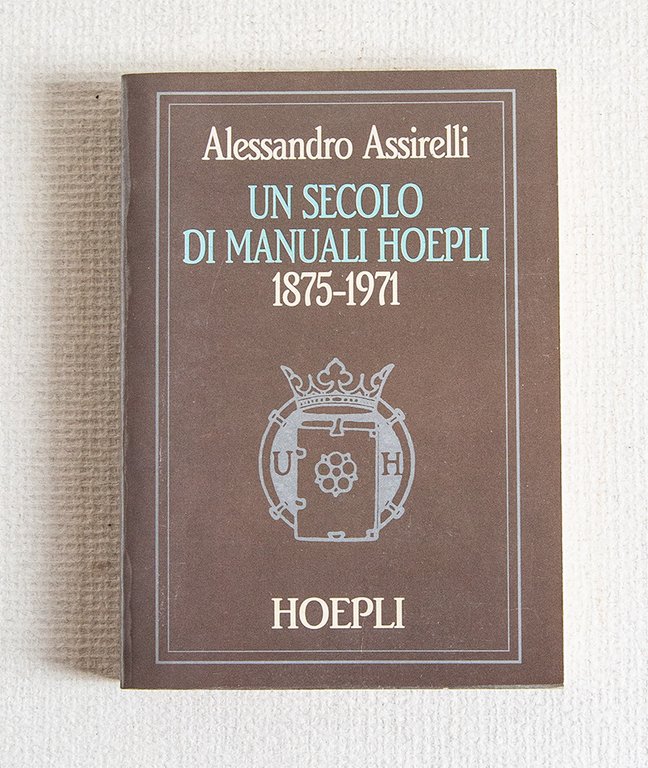 Alessandro Assirelli
UN SECOLO
DI MANUALI HOEPLI
1875-1971
U H
HOEPLI